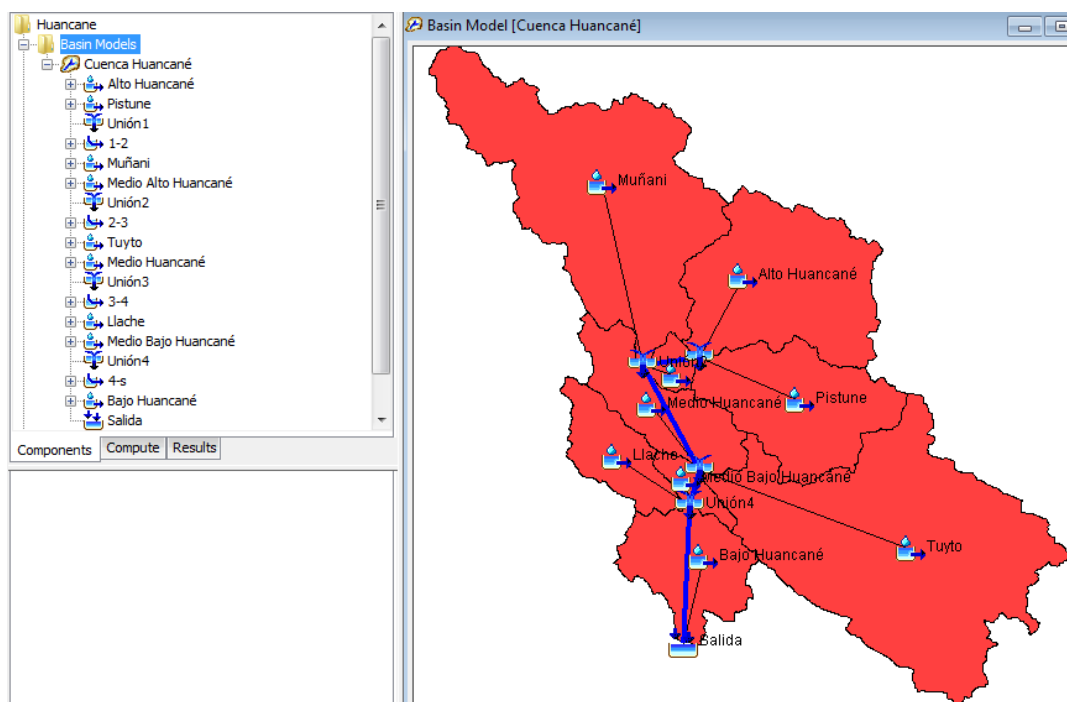 Huancane
Basin Models
Cuenca Huancané
Alto Huancané
Pistune
Unión1
1-2
Muñani
Medio Alto Huancané
Unión2
2-3
Tuyto
Medio Huancané
Unión3
3-4
Llache
Medio Bajo Huancané
Unión4
4-s
Bajo Huancané
Salida
Components
Compute
Results
Basin Model [Cuenca Huancané]
Muñani
Alto Huancané
Pistune
Medio Huancané
Llache
Medio Bajo Huancané
Unión4
Tuyto
Bajo Huancané
Salida